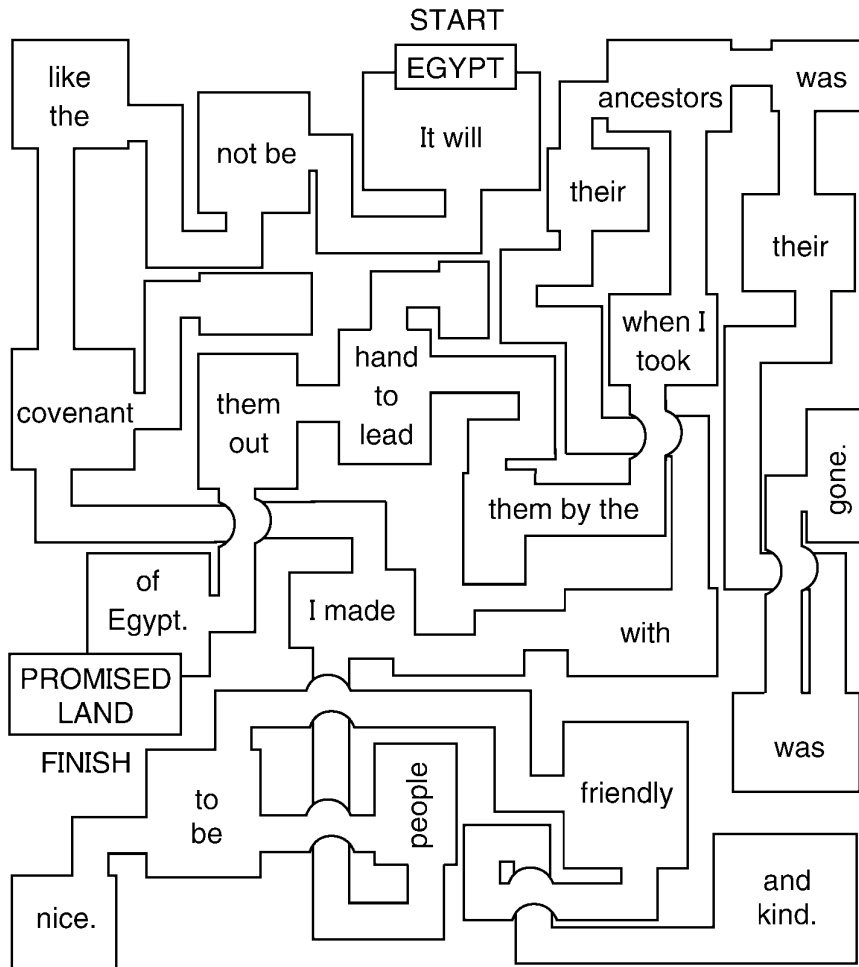 START
EGYPT
like
the
not be
It will
ancestors
was
their
their
when I
took
hand
to
lead
them
out
covenant
them by the
gone.
of
Egypt.
I made
with
PROMISED
LAND
FINISH
was
to
be
people
friendly
and
kind.
nice.